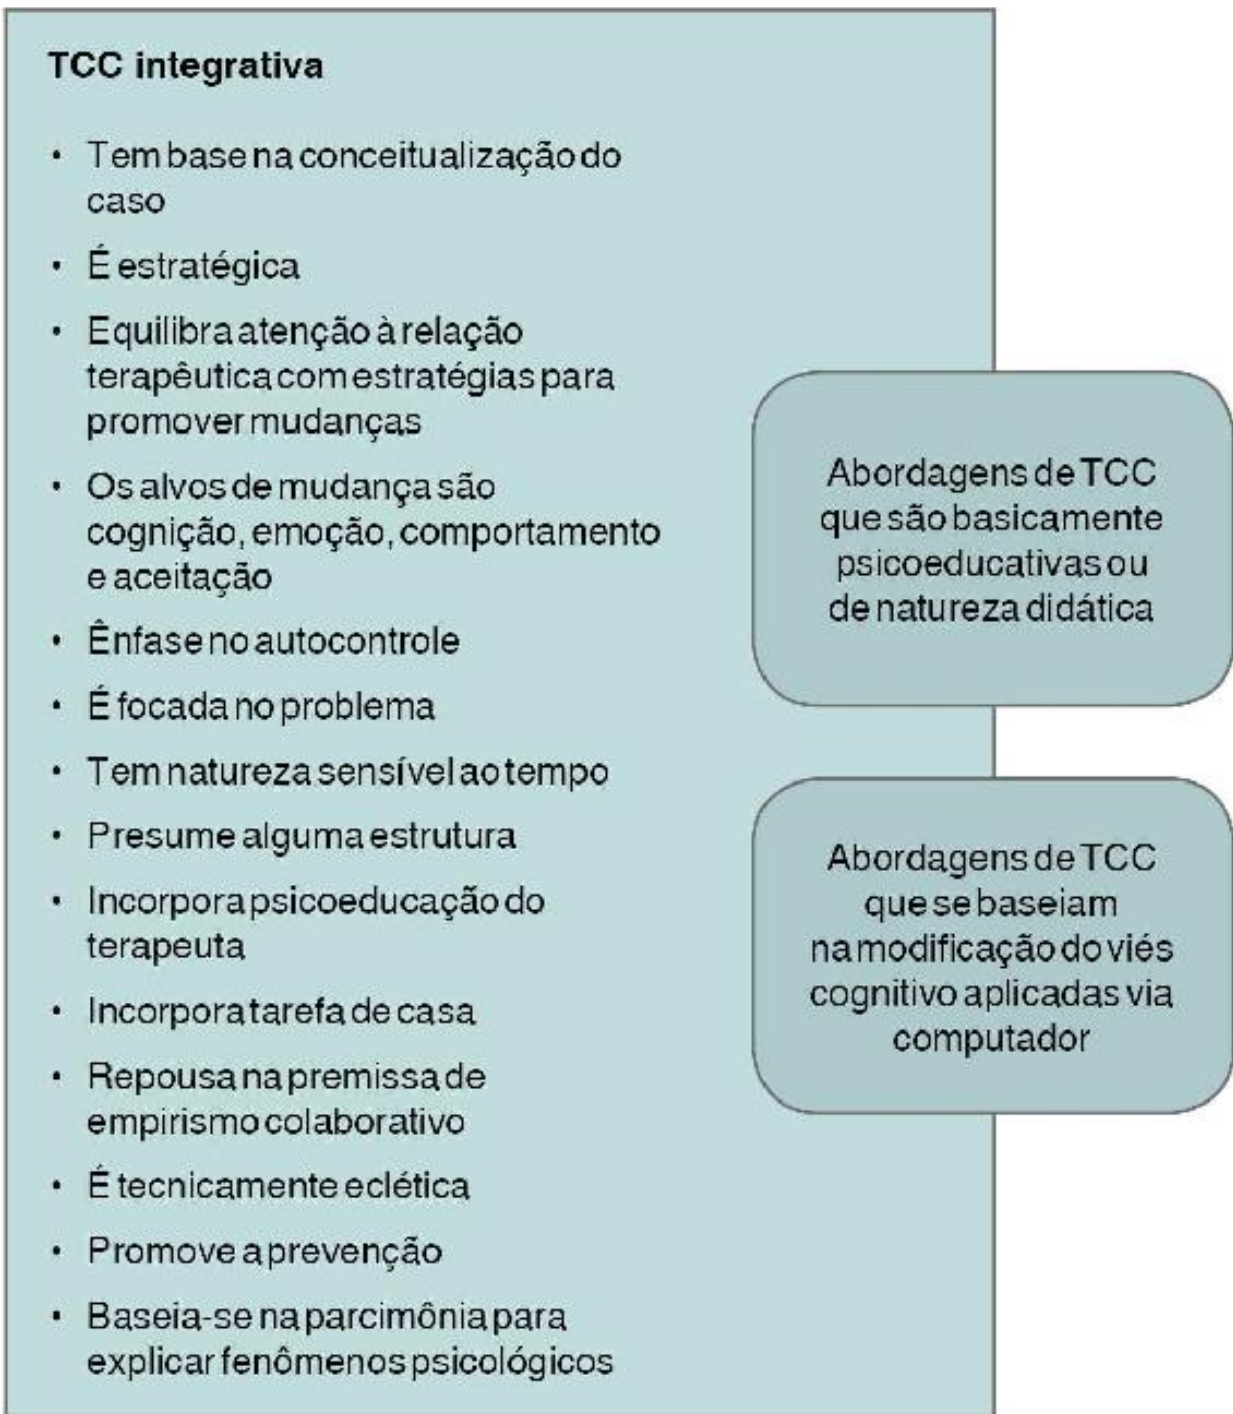 TCC integrativa
• Tem base na conceitualização do
caso
• É estratégica
• Equilibra atenção à relação
terapêutica com estratégias para
promover mudanças
• Os alvos de mudança são
cognição, emoção, comportamento
e aceitação
• Ênfase no autocontrole
• É focada no problema
• Tem natureza sensível ao tempo
• Presume alguma estrutura
• Incorpora psicoeducação do
terapeuta
• Incorpora tarefa de casa
• Repousa na premissa de
empirismo colaborativo
• É tecnicamente eclética
• Promove a prevenção
• Baseia-se na parcimônia para
explicar fenômenos psicológicos
Abordagens de TCC
que são basicamente
psicoeducativas ou
de natureza didática
Abordagens de TCC
que se baseiam
na modificação do viés
cognitivo aplicadas via
computador